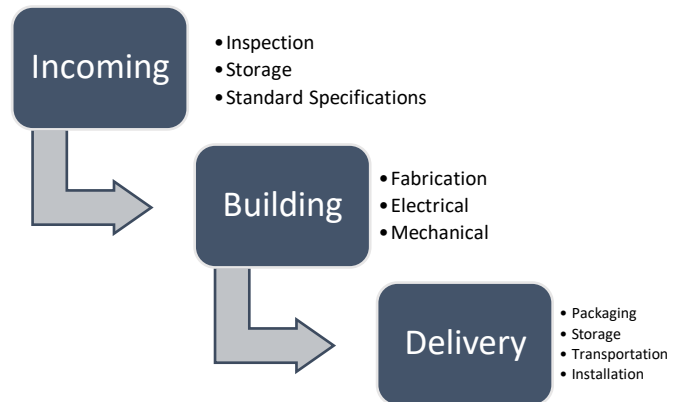 Incoming
• Inspection
• Storage
• Standard Specifications
Building
• Fabrication
• Electrical
• Mechanical
Delivery
• Packaging
• Storage
• Transportation
• Installation